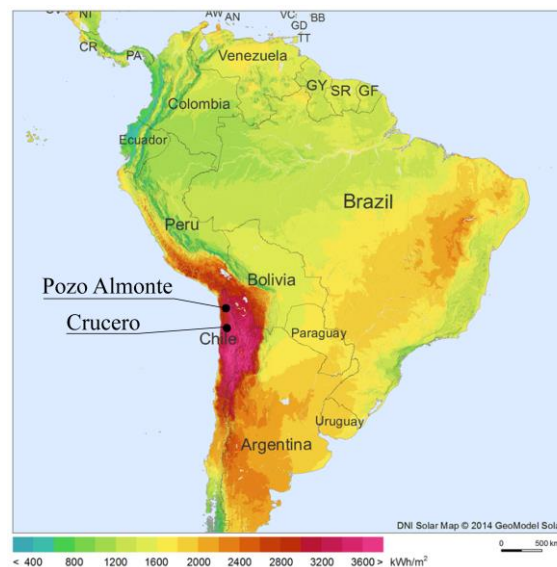 NI
AW
AN
VC
BB
GD
TT
CR
PA
Venezuela
GY
SR
GF
Colombia
Ecuador
Brazil
Peru
Bolivia
Pozo Almonte
Crucero
Chile
Paraguay
Uruguay
Argentina
DNI Solar Map © 2014 GeoModel Sola
< 400 800 1200 1600 2000 2400 2800 3200 3600 > kWh/m²
0 500 km